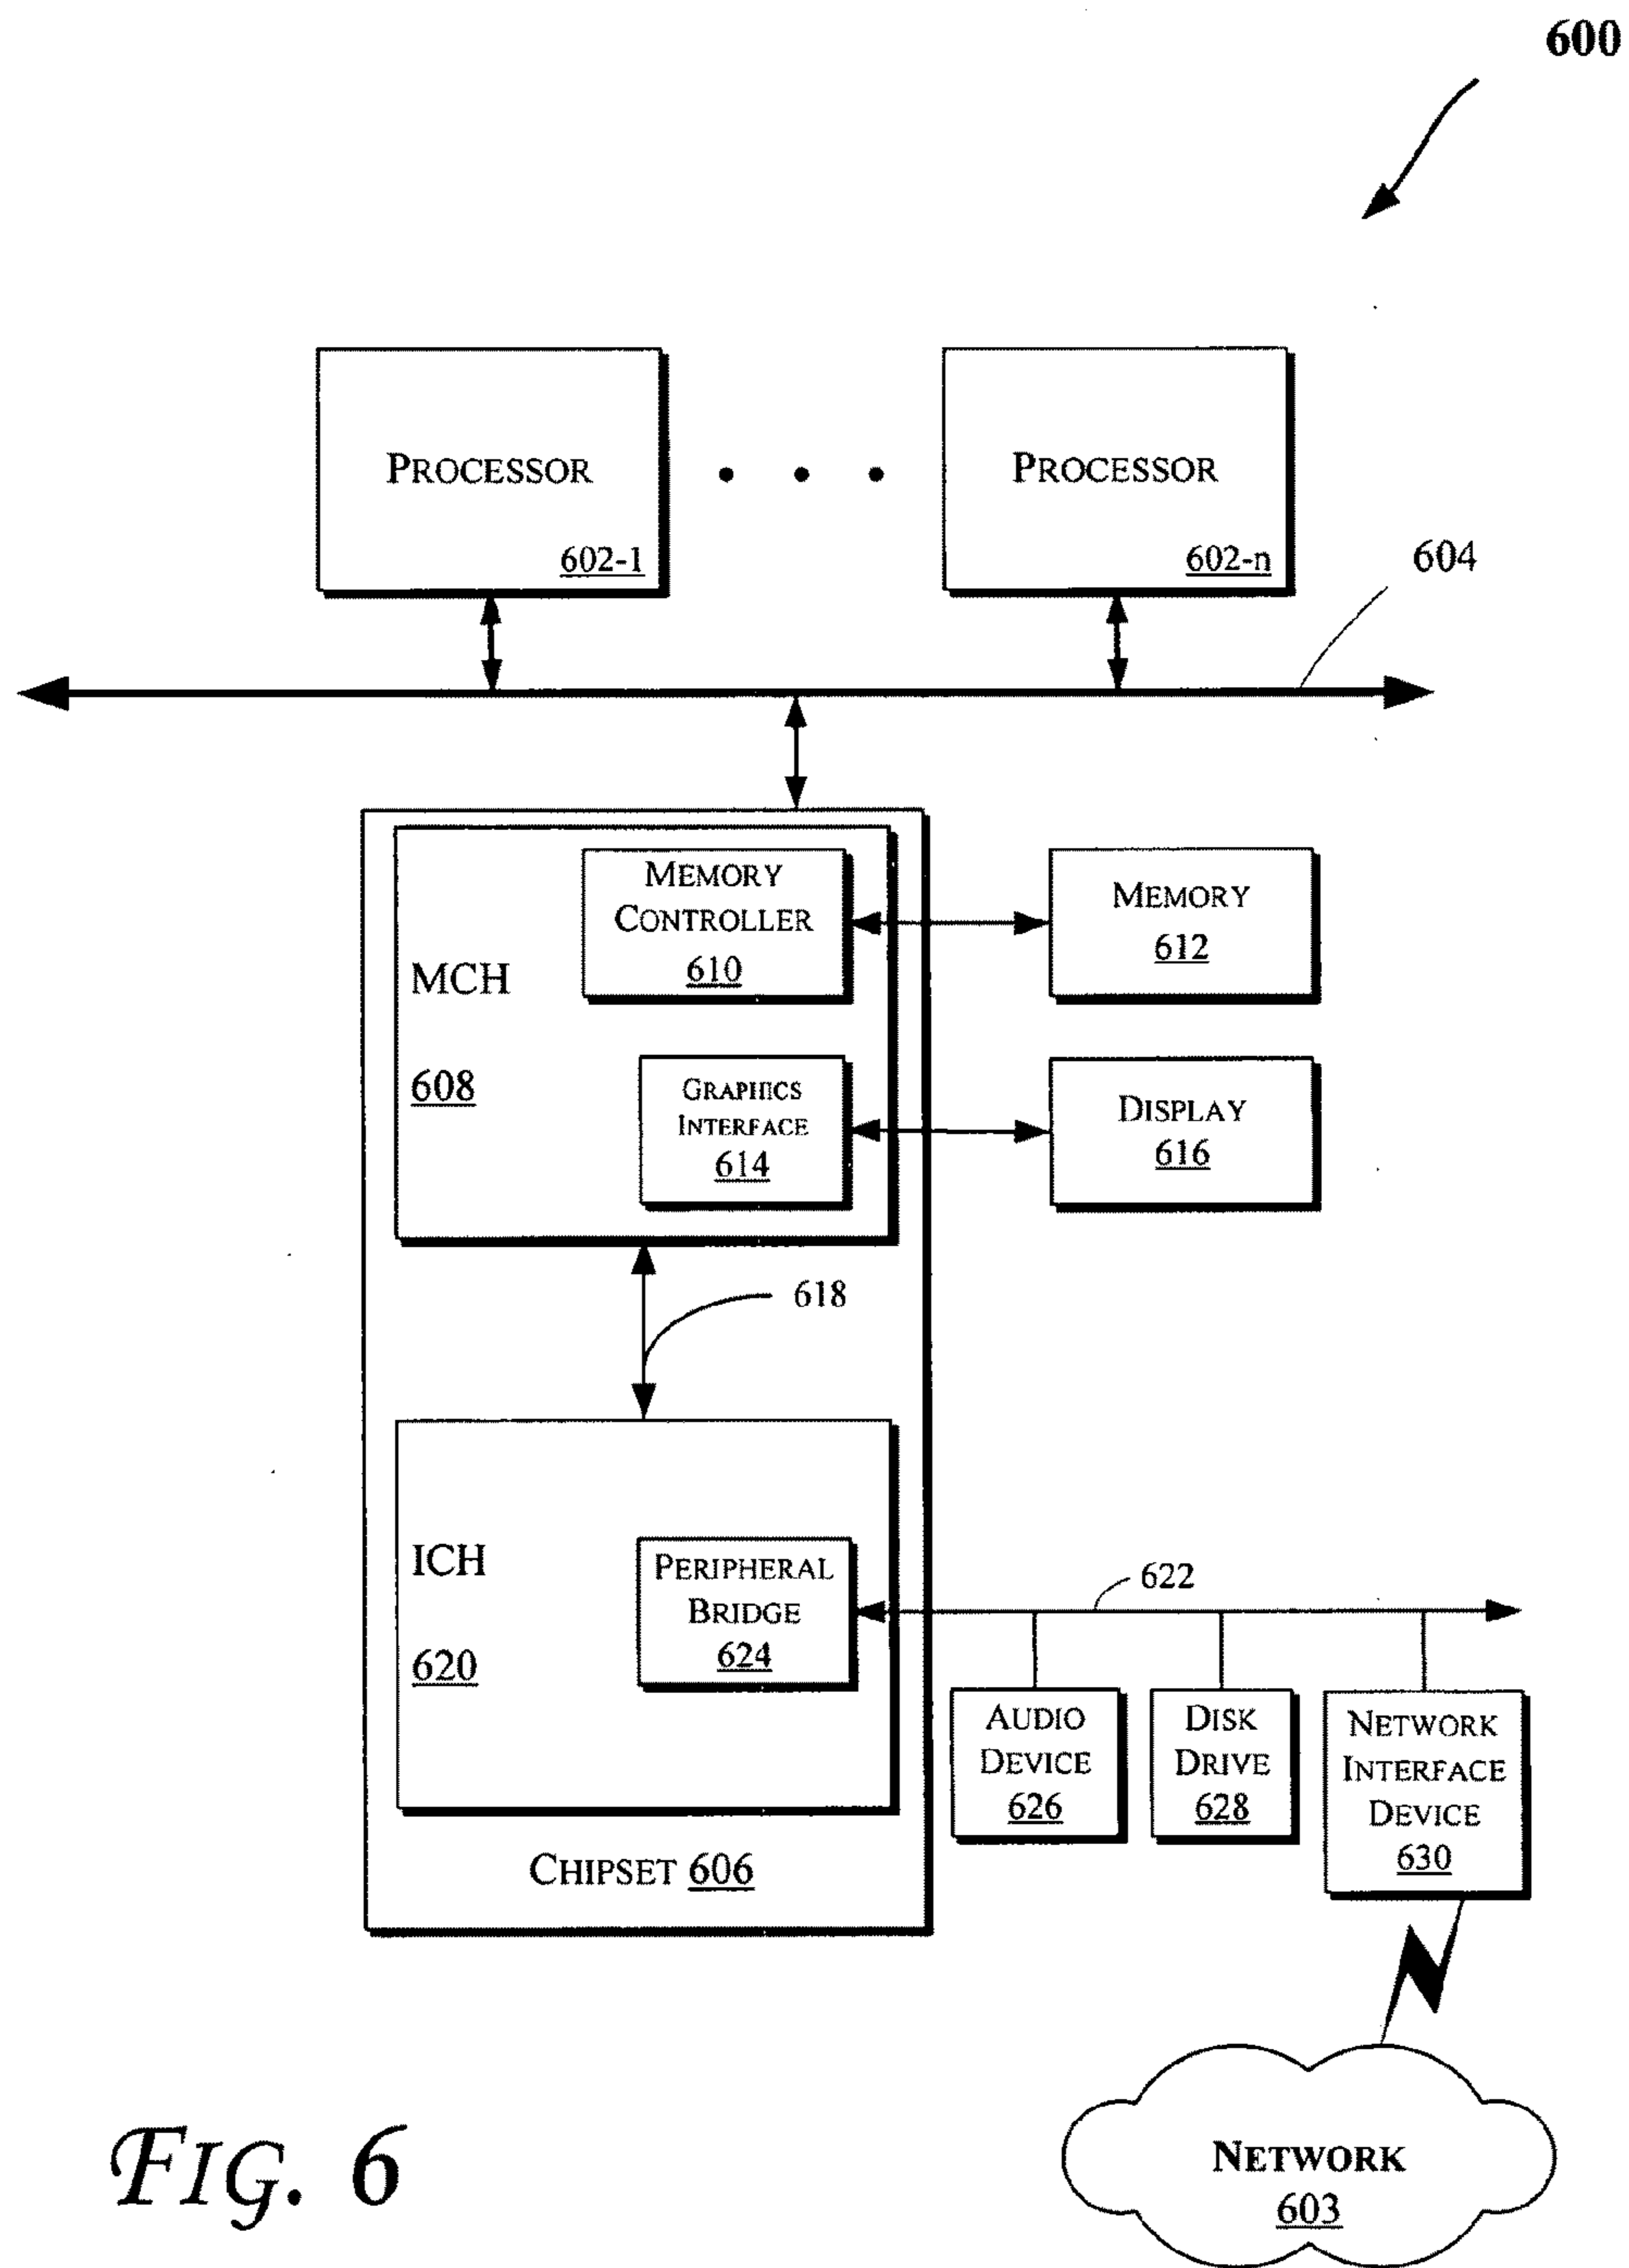 600
PROCESSOR
602-1
PROCESSOR
602-n
604
MEMORY
CONTROLLER
610
MEMORY
612
MCH
608
GRAPHICS
INTERFACE
614
DISPLAY
616
618
ICH
620
PERIPHERAL
BRIDGE
624
622
AUDIO
DEVICE
626
DISK
DRIVE
628
NETWORK
INTERFACE
DEVICE
630
CHIPSET 606
NETWORK
603
FIG. 6